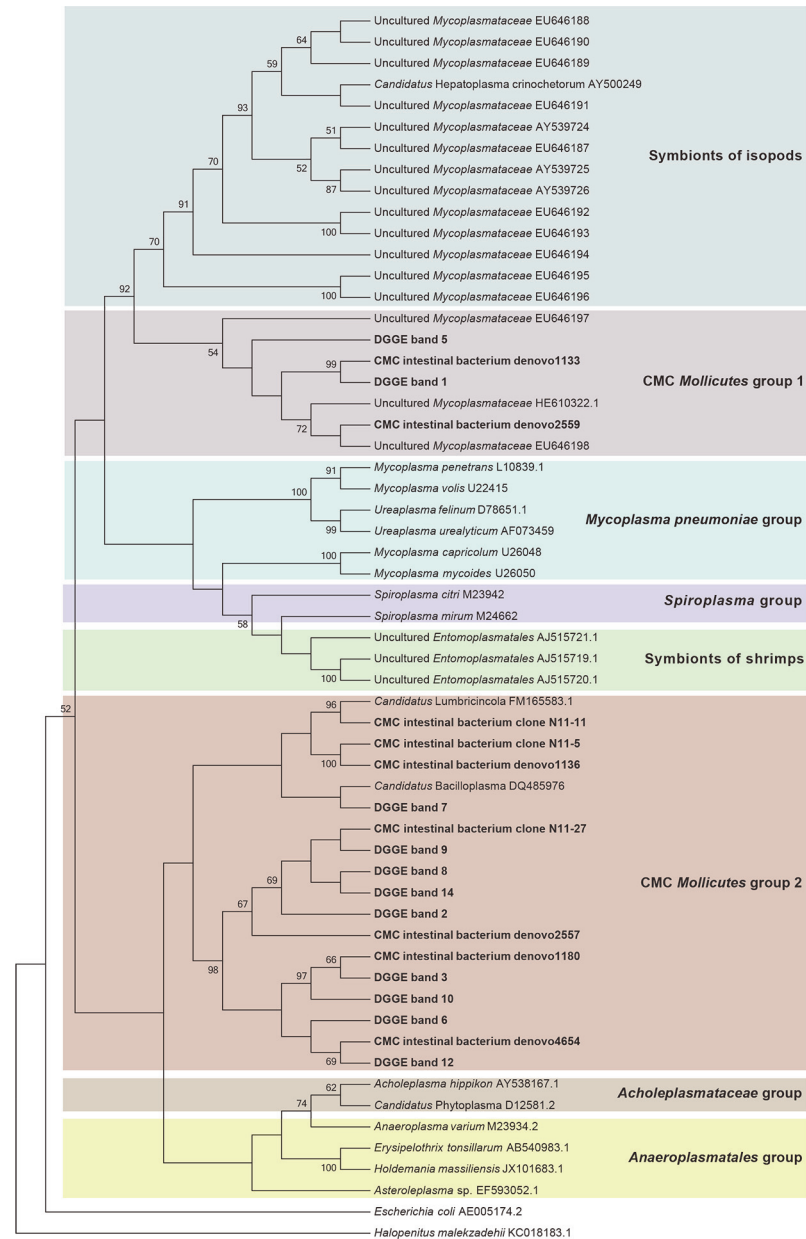 Uncultured Mycoplasmataceae EU646188
64
Uncultured Mycoplasmataceae EU646190
59
Uncultured Mycoplasmataceae EU646189
Candidatus Hepatoplasma crinochetorum AY500249
93
Uncultured Mycoplasmataceae EU646191
51
Uncultured Mycoplasmataceae AY539724
Uncultured Mycoplasmataceae EU646187
Symbionts of isopods
70
52
Uncultured Mycoplasmataceae AY539725
87
Uncultured Mycoplasmataceae AY539726
91
Uncultured Mycoplasmataceae EU646192
100
Uncultured Mycoplasmataceae EU646193
70
Uncultured Mycoplasmataceae EU646194
Uncultured Mycoplasmataceae EU646195
92
100
Uncultured Mycoplasmataceae EU646196
Uncultured Mycoplasmataceae EU646197
54
DGGE band 5
99
CMC intestinal bacterium denovo1133
DGGE band 1
CMC Mollicutes group 1
Uncultured Mycoplasmataceae HE610322.1
72
CMC intestinal bacterium denovo2559
Uncultured Mycoplasmataceae EU646198
91
Mycoplasma penetrans L10839.1
100
Mycoplasma volis U22415
Ureaplasma felinum D78651.1
Mycoplasma pneumoniae group
99
Ureaplasma urealyticum AF073459
100
Mycoplasma capricolum U26048
Mycoplasma mycoides U26050
Spiroplasma citri M23942
Spiroplasma group
58
Spiroplasma mirum M24662
Uncultured Entomoplasmatales AJ515721.1
Uncultured Entomoplasmatales AJ515719.1
Symbionts of shrimps
100
Uncultured Entomoplasmatales AJ515720.1
52
96
Candidatus Lumbricincola FM165583.1
CMC intestinal bacterium clone N11-11
CMC intestinal bacterium clone N11-5
100
CMC intestinal bacterium denovo1136
Candidatus Bacilloplasma DQ485976
DGGE band 7
CMC intestinal bacterium clone N11-27
DGGE band 9
69
DGGE band 8
CMC Mollicutes group 2
DGGE band 14
67
DGGE band 2
CMC intestinal bacterium denovo2557
98
66
CMC intestinal bacterium denovo1180
97
DGGE band 3
DGGE band 10
DGGE band 6
CMC intestinal bacterium denovo4654
69
DGGE band 12
62
Acholeplasma hippikon AY538167.1
Acholeplasmataceae group
74
Candidatus Phytoplasma D12581.2
Anaeroplasma varium M23934.2
Erysipelothrix tonsillarum AB540983.1
Anaeroplasmatales group
100
Holdemania massiliensis JX101683.1
Asteroleplasma sp. EF593052.1
Escherichia coli AE005174.2
Halopenitus malekzadehii KC018183.1